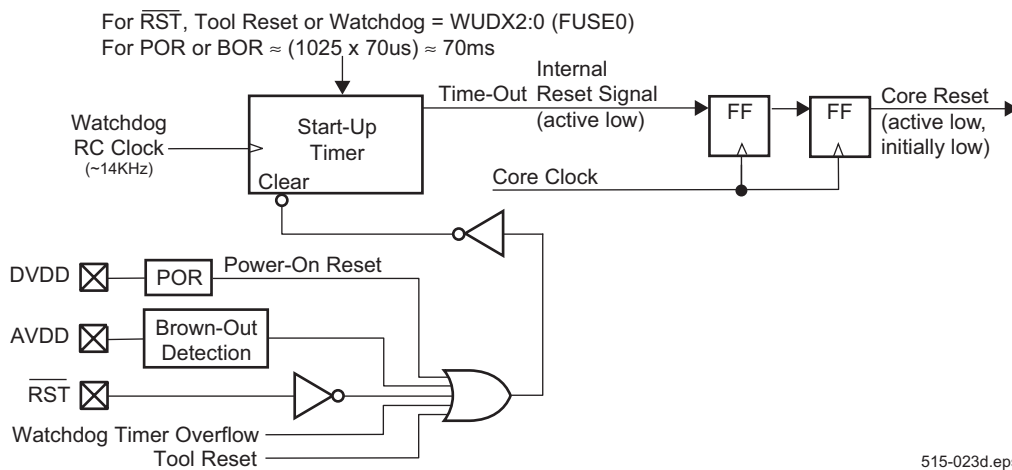 For RST, Tool Reset or Watchdog = WUDX2:0 (FUSE0)
For POR or BOR ≈ (1025 x 70us) ≈ 70ms
Watchdog
RC Clock
(~14KHz)
Start-Up
Timer
Clear
Time-Out
Internal
Reset Signal
(active low)
FF
FF
Core Reset
(active low,
initially low)
Core Clock
DVDD
POR
Power-On Reset
AVDD
Brown-Out
Detection
RST
Watchdog Timer Overflow
Tool Reset
515-023d.eps